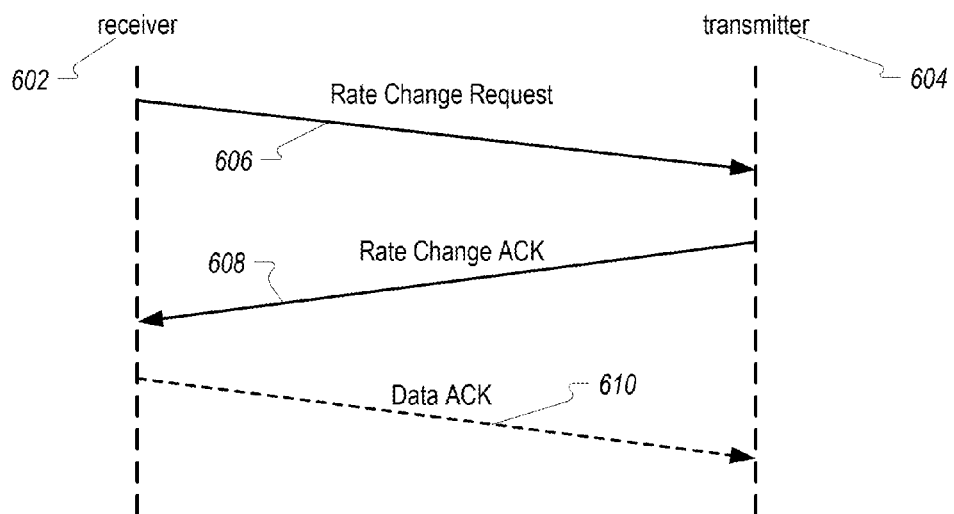 receiver
transmitter
602
604
Rate Change Request
606
Rate Change ACK
608
Data ACK
610